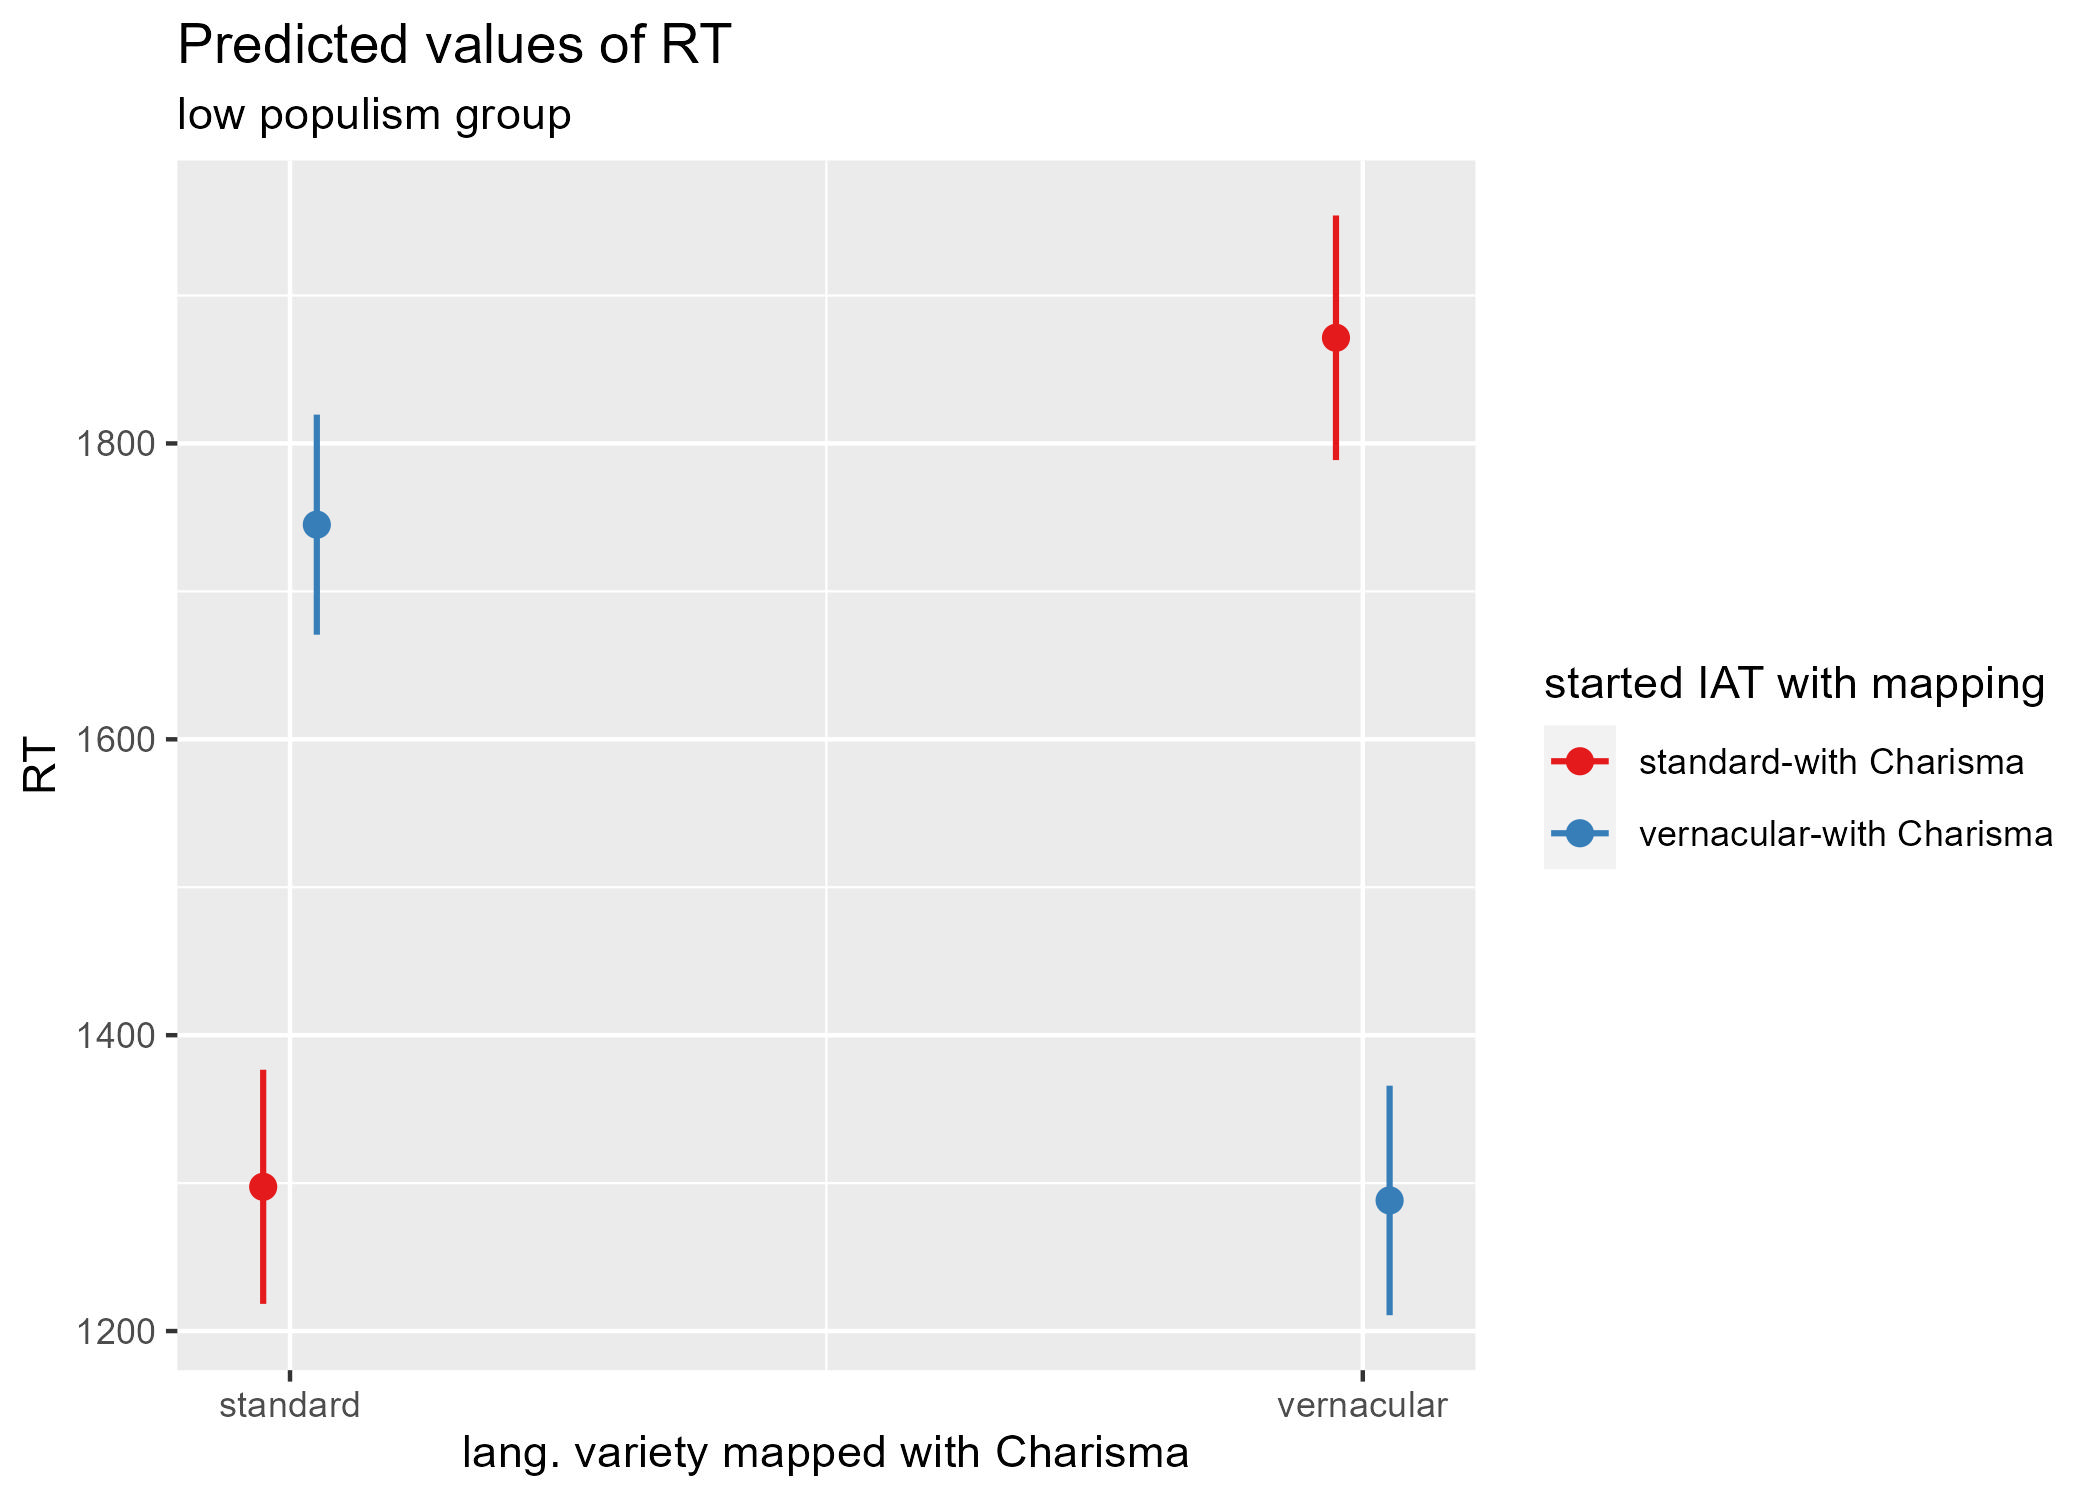 Predicted values of RT
low populism group
RT
1800
1600
1400
1200
standard
vernacular
lang. variety mapped with Charisma
started IAT with mapping
standard-with Charisma
vernacular-with Charisma